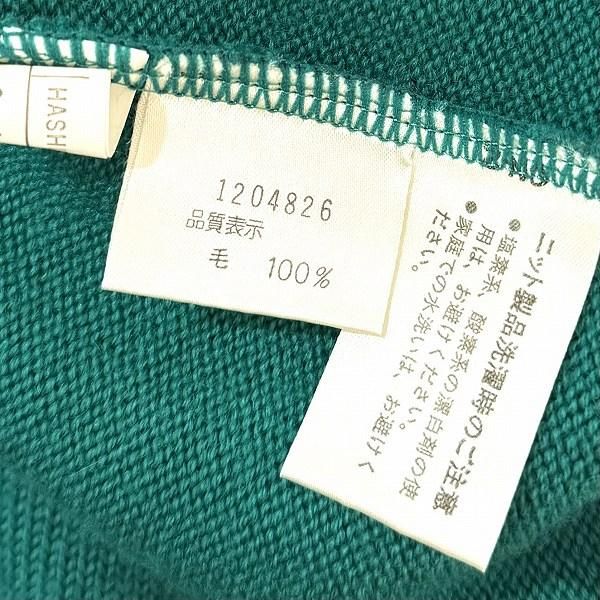 HASH
1204826
品質表示
毛 100%
ニット製品洗濯時のご注意
● 塩素系、酸素系の漂白剤の使
用は、お避けください。
● 家庭での水洗いは、お避けく
ださい。